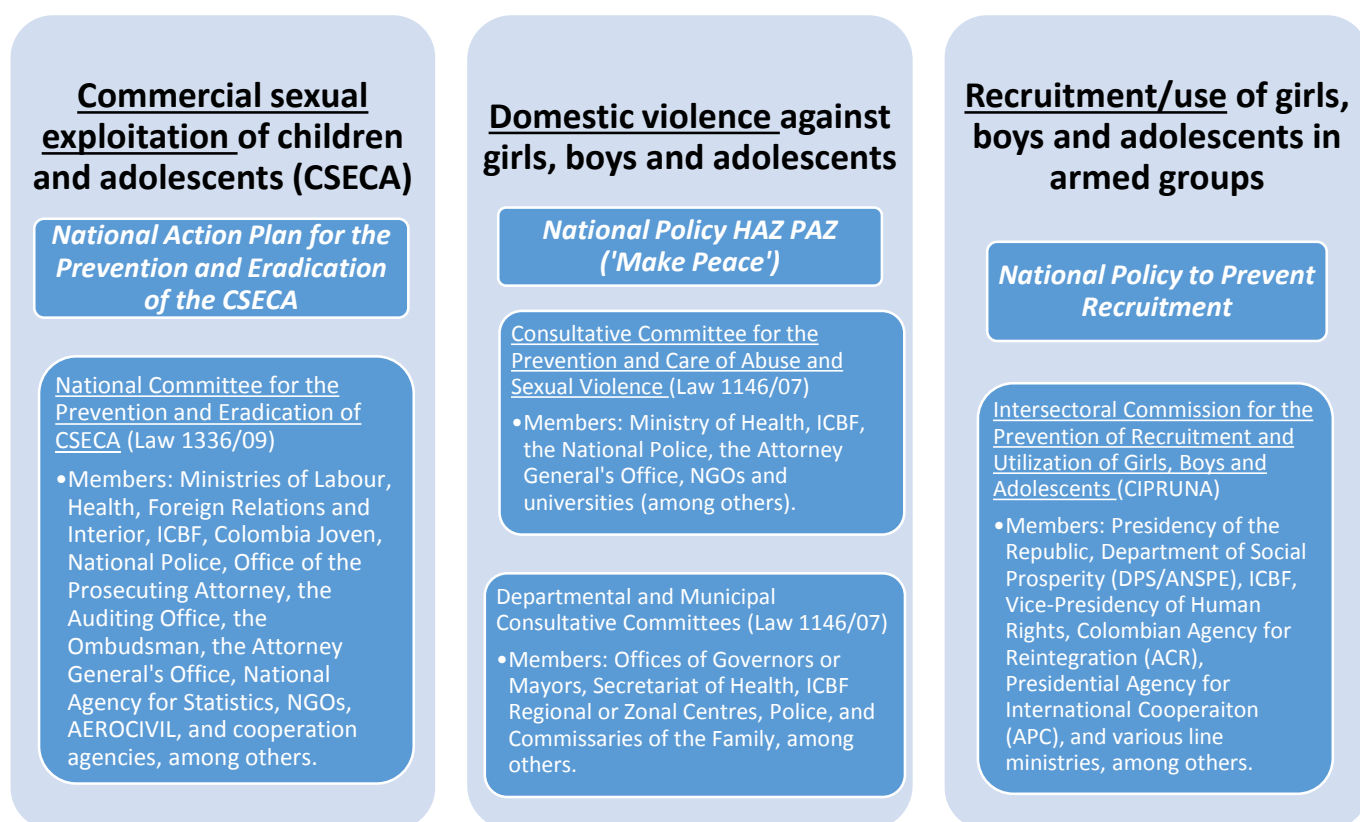 Commercial sexual
exploitation of children
and adolescents (CSECA)
National Action Plan for the
Prevention and Eradication
of the CSECA
National Committee for the
Prevention and Eradication of
CSECA (Law 1336/09)
•Members: Ministries of Labour,
Health, Foreign Relations and
Interior, ICBF, Colombia Joven,
National Police, Office of the
Prosecuting Attorney, the
Auditing Office, the
Ombudsman, the Attorney
General's Office, National
Agency for Statistics, NGOs,
AEROCIVIL, and cooperation
agencies, among others.
Domestic violence against
girls, boys and adolescents
National Policy HAZ PAZ
('Make Peace')
Consultative Committee for the
Prevention and Care of Abuse and
Sexual Violence (Law 1146/07)
•Members: Ministry of Health, ICBF,
the National Police, the Attorney
General's Office, NGOs and
universities (among others).
Departmental and Municipal
Consultative Committees (Law 1146/07)
•Members: Offices of Governors or
Mayors, Secretariat of Health, ICBF
Regional or Zonal Centres, Police, and
Commissaries of the Family, among
others.
Recruitment/use of girls,
boys and adolescents in
armed groups
National Policy to Prevent
Recruitment
Intersectoral Commission for the
Prevention of Recruitment and
Utilization of Girls, Boys and
Adolescents (CIPRUNA)
•Members: Presidency of the
Republic, Department of Social
Prosperity (DPS/ANSPE), ICBF,
Vice-Presidency of Human
Rights, Colombian Agency for
Reintegration (ACR),
Presidential Agency for
International Cooperaiton
(APC), and various line
ministries, among others.